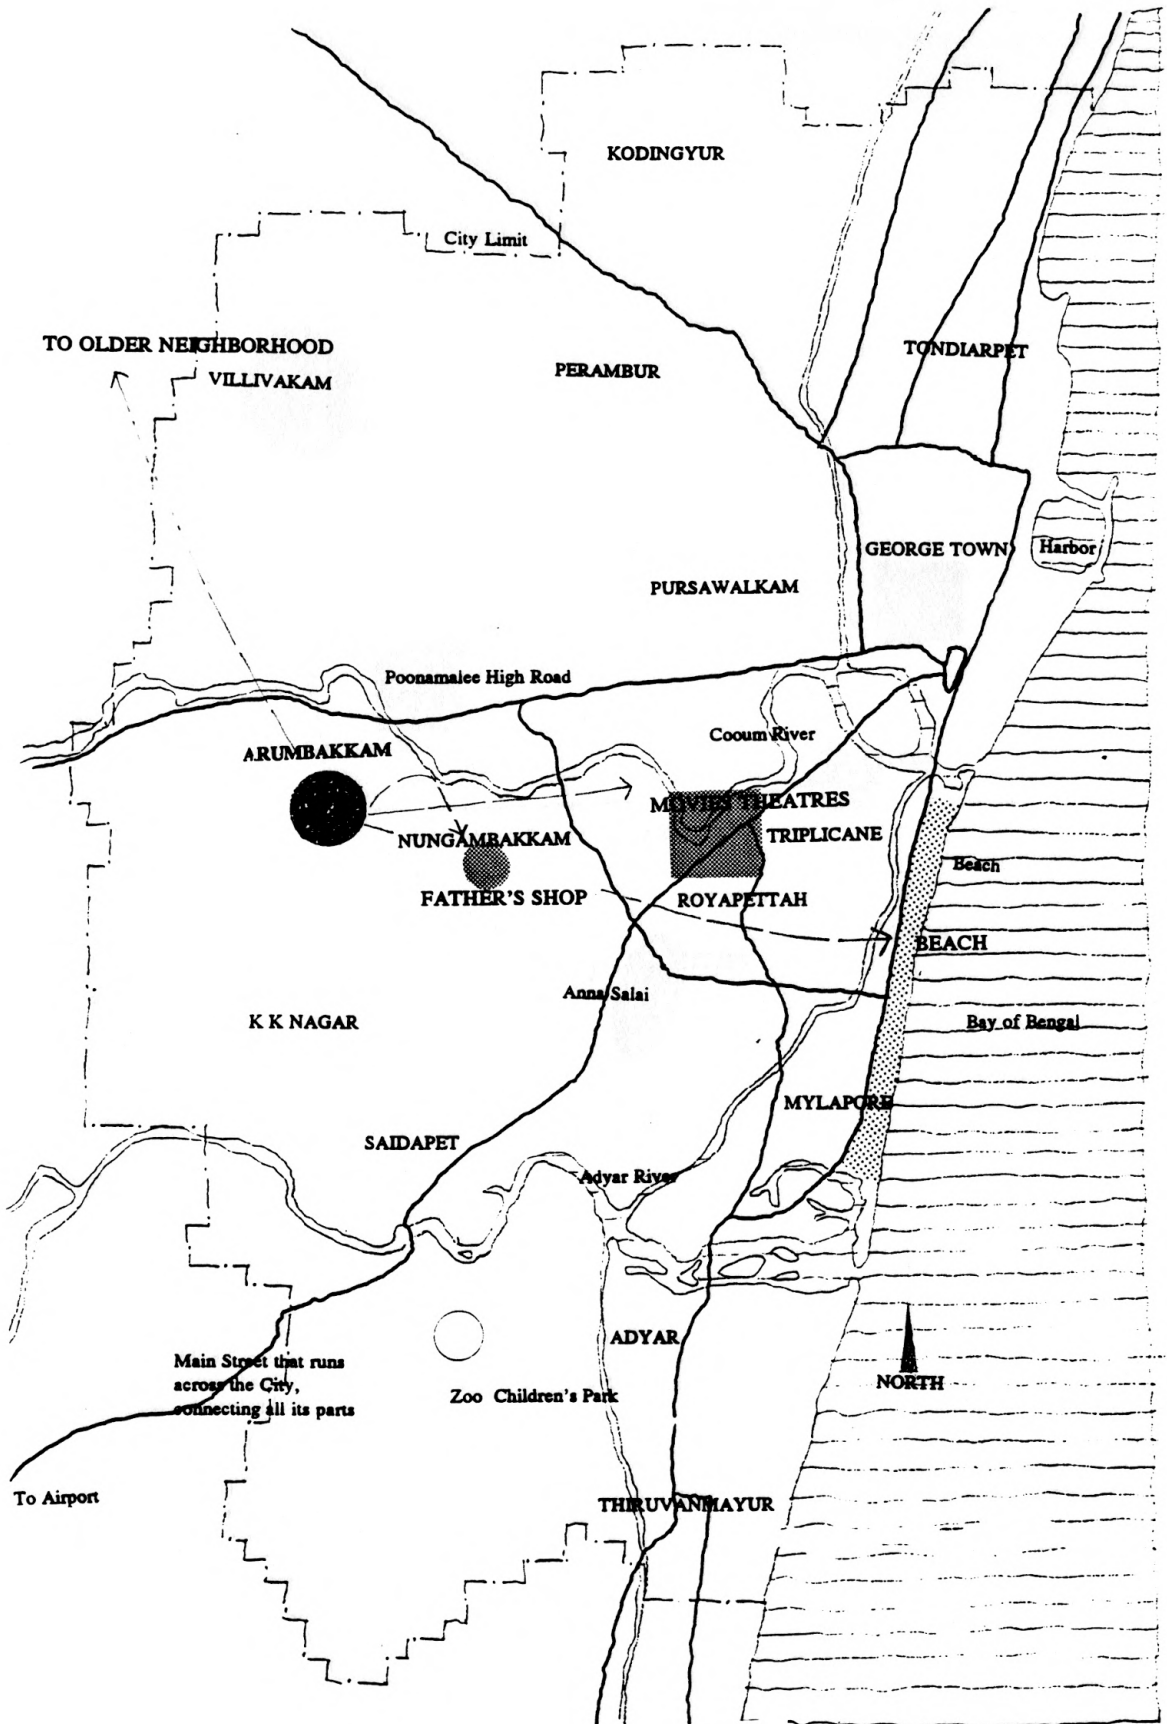 KODINGYUR
City Limit
TO OLDER NEIGHBORHOOD
TONDIARPET
VILLIVAKAM
PERAMBUR
GEORGE TOWN
Harbor
PURSAWALKAM
Poonamalee High Road
Cooum River
ARUMBAKKAM
MOVIES THEATRES
TRIPLICANE
NUNGAMBAKKAM
Beach
FATHER'S SHOP
ROYAPETTAH
BEACH
Anna Salai
K K NAGAR
Bay of Bengal
MYLAPORE
SAIDAPET
Adyar River
ADYAR
Main Street that runs
across the City,
connecting all its parts
NORTH
Zoo Children's Park
To Airport
THIRUVANMAYUR